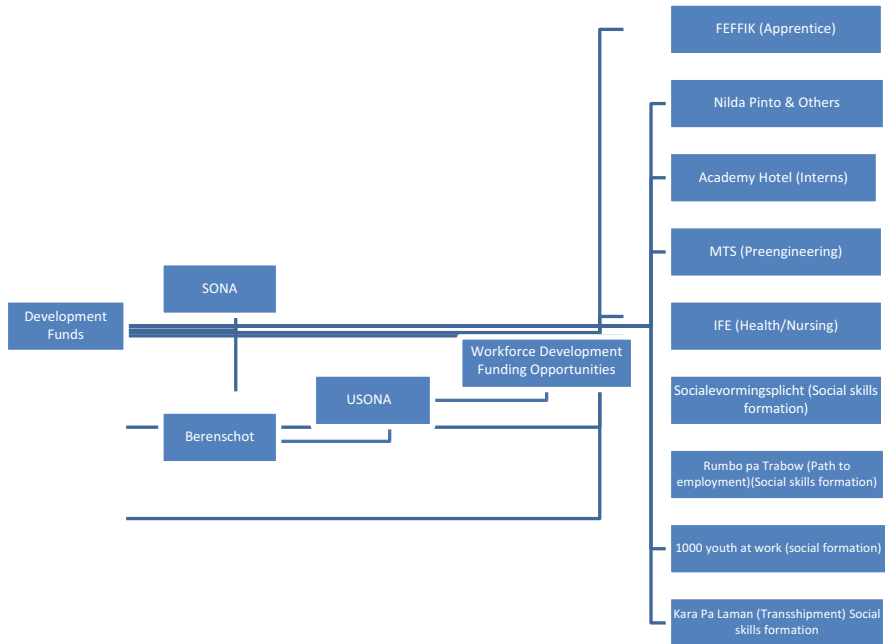 FEFFIK (Apprentice)
Nilda Pinto & Others
Academy Hotel (Interns)
MTS (Preengineering)
SONA
Development
Funds
IFE (Health/Nursing)
Workforce Development
Funding Opportunities
USONA
Socialevormingsplicht (Social skills
formation)
Berenschot
Rumbo pa Trabow (Path to
employment)(Social skills formation)
1000 youth at work (social formation)
Kara Pa Laman (Transshipment) Social
skills formation